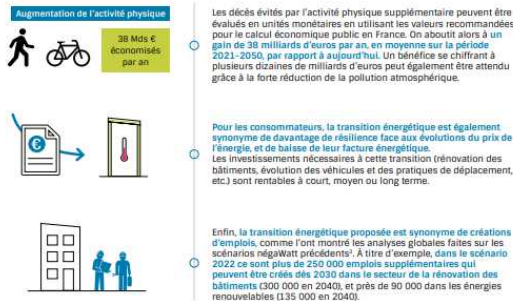 Augmentation de l'activité physique
38 Mds €
économisés
par an
Les décès évités par l'activité physique supplémentaire peuvent être
évalués en unités monétaires en utilisant les valeurs recommandées
pour le calcul économique public en France. On aboutit alors à un
gain de 38 milliards d'euros par an, en moyenne sur la période
2021-2050, par rapport à aujourd'hui. Un bénéfice se chiffrant à
plusieurs dizaines de milliards d'euros peut également être attendu
grâce à la forte réduction de la pollution atmosphérique.
€
Pour les consommateurs, la transition énergétique est également
synonyme de davantage de résilience face aux évolutions du prix de
l'énergie, et de baisse de leur facture énergétique.
Les investissements nécessaires à cette transition (rénovation des
bâtiments, évolution des véhicules et des pratiques de déplacement,
etc.) sont rentables à court, moyen ou long terme.
Enfin, la transition énergétique proposée est synonyme de créations
d'emplois, comme l'ont montré les analyses globales faites sur les
scénarios négaWatt précédents³. À titre d'exemple, dans le scénario
2022 ce sont plus de 250 000 emplois supplémentaires qui
peuvent être créés dès 2030 dans le secteur de la rénovation des
bâtiments (300 000 en 2040), et près de 90 000 dans les énergies
renouvelables (135 000 en 2040).